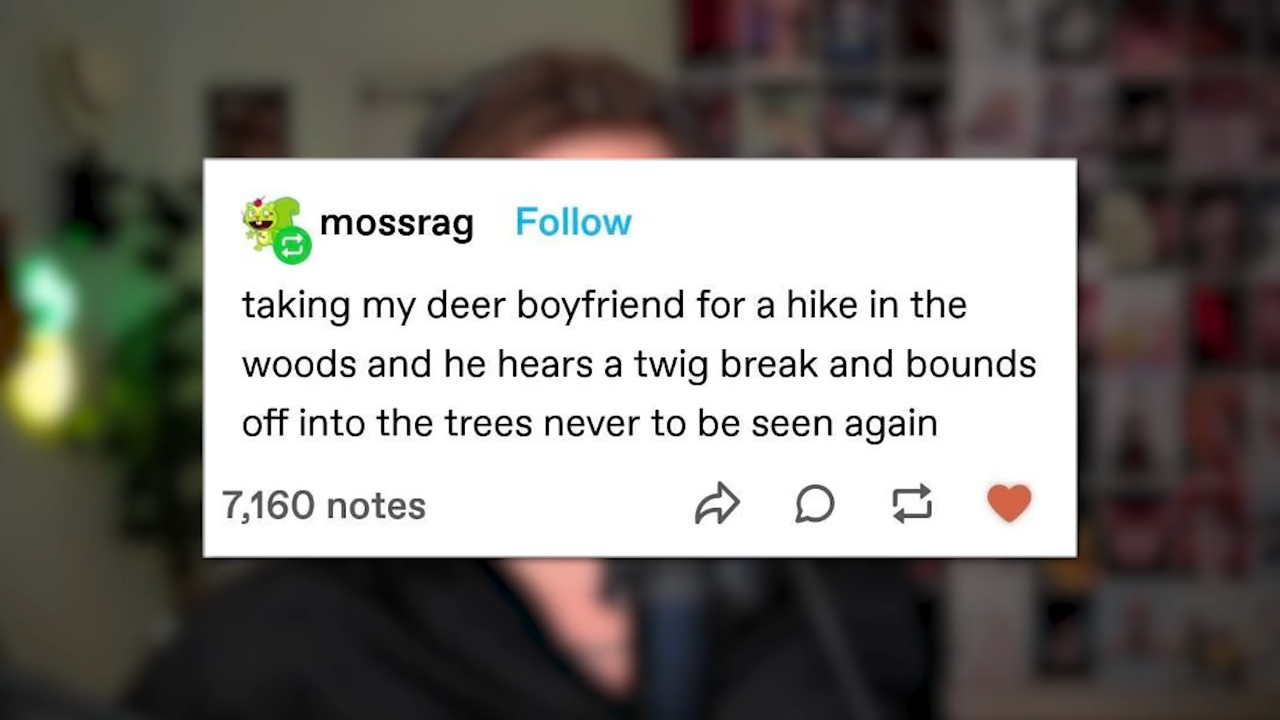 mossrag Follow
taking my deer boyfriend for a hike in the
woods and he hears a twig break and bounds
off into the trees never to be seen again
7,160 notes